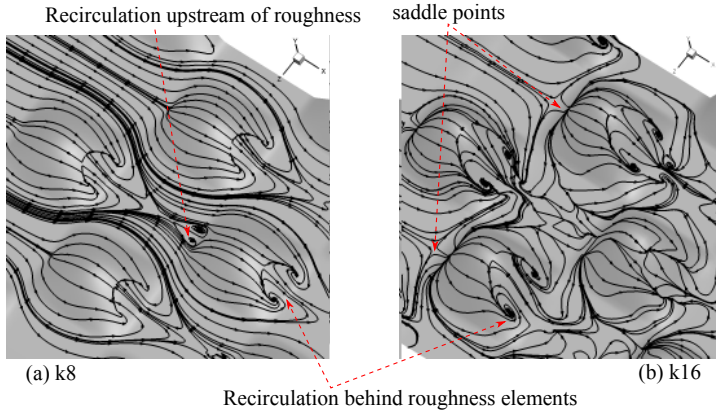 Recirculation upstream of roughness
saddle points
Y
X
Z
Y
X
Z
(a) k8
(b) k16
Recirculation behind roughness elements